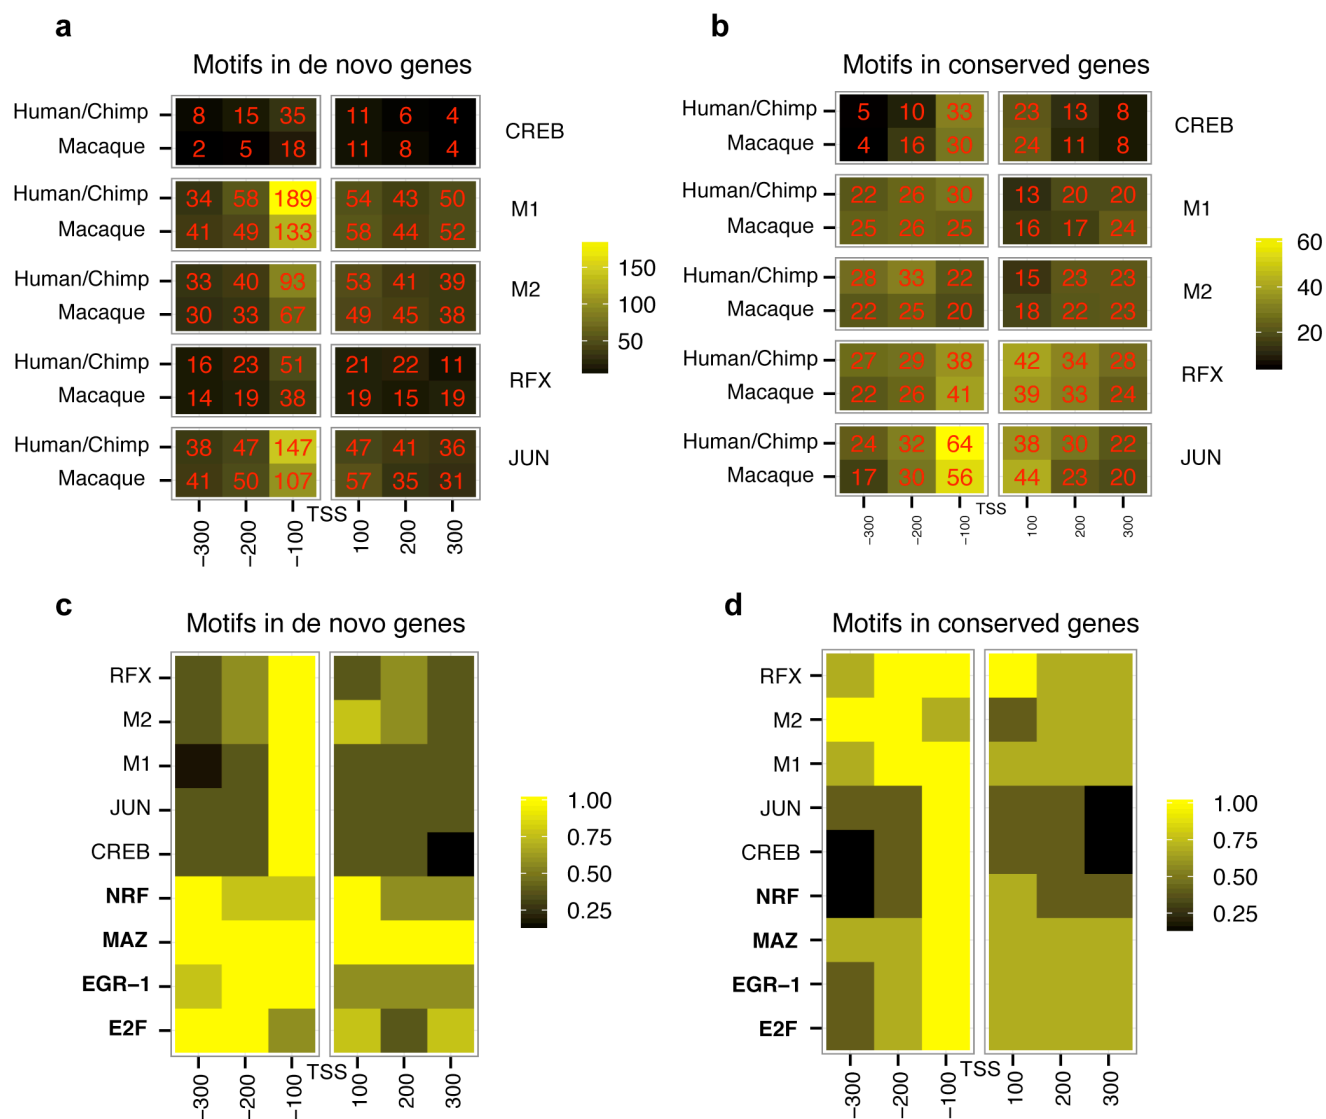 a
Motifs in de novo genes
Human/Chimp 8 15 35 11 6 4
Macaque 2 5 18 11 8 4
CREB
Human/Chimp 34 58 189 54 43 50
Macaque 41 49 133 58 44 52
M1
Human/Chimp 33 40 93 53 41 39
Macaque 30 33 67 49 45 38
M2
Human/Chimp 16 23 51 21 22 11
Macaque 14 19 38 19 15 19
RFX
Human/Chimp 38 47 147 47 41 36
Macaque 41 50 107 57 35 31
JUN
-300 -200 -100 TSS 100 200 300
150
100
50
b
Motifs in conserved genes
Human/Chimp 5 10 33 23 13 8
Macaque 4 16 30 24 11 8
CREB
Human/Chimp 22 26 30 13 20 20
Macaque 25 26 25 16 17 24
M1
Human/Chimp 28 33 22 15 23 23
Macaque 22 25 20 18 22 23
M2
Human/Chimp 27 29 38 42 34 28
Macaque 22 26 41 39 33 24
RFX
Human/Chimp 24 32 64 38 30 22
Macaque 17 30 56 44 23 20
JUN
-300 -200 -100 TSS 100 200 300
60
40
20
c
Motifs in de novo genes
RFX
M2
M1
JUN
CREB
NRF
MAZ
EGR-1
E2F
-300 -200 -100 TSS 100 200 300
1.00
0.75
0.50
0.25
d
Motifs in conserved genes
RFX
M2
M1
JUN
CREB
NRF
MAZ
EGR-1
E2F
-300 -200 -100 TSS 100 200 300
1.00
0.75
0.50
0.25